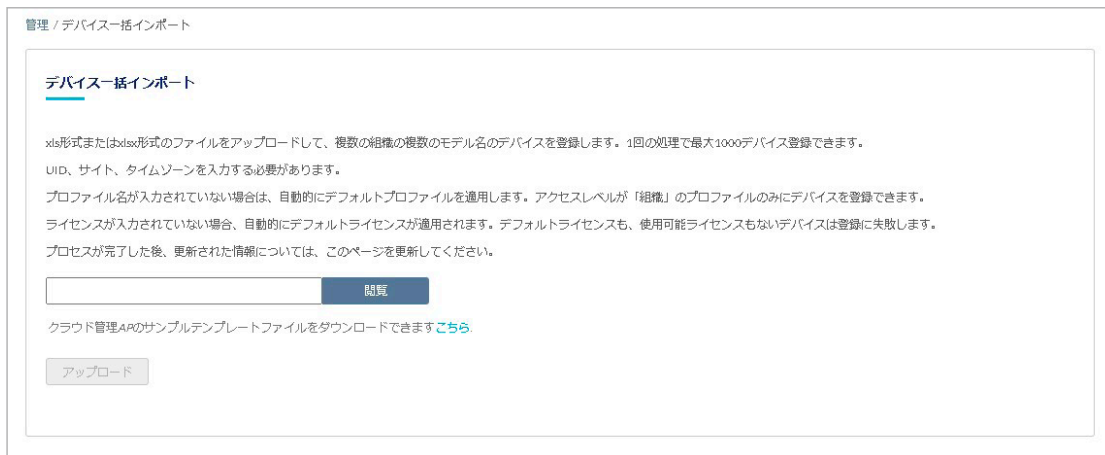 管理 / デバイス一括インポート
デバイス一括インポート
xls形式またはxlsx形式のファイルをアップロードして、複数の組織の複数のモデル名のデバイスを登録します。1回の処理で最大1000デバイス登録できます。
UID、サイト、タイムゾーンを入力する必要があります。
プロファイル名が入力されていない場合は、自動的にデフォルトプロファイルを適用します。アクセスレベルが「組織」のプロファイルのみにデバイスを登録できます。
ライセンスが入力されていない場合、自動的にデフォルトライセンスが適用されます。デフォルトライセンスも、使用可能ライセンスもないデバイスは登録に失敗します。
プロセスが完了した後、更新された情報については、このページを更新してください。
閲覧
クラウド管理APのサンプルテンプレートファイルをダウンロードできますこちら.
アップロード